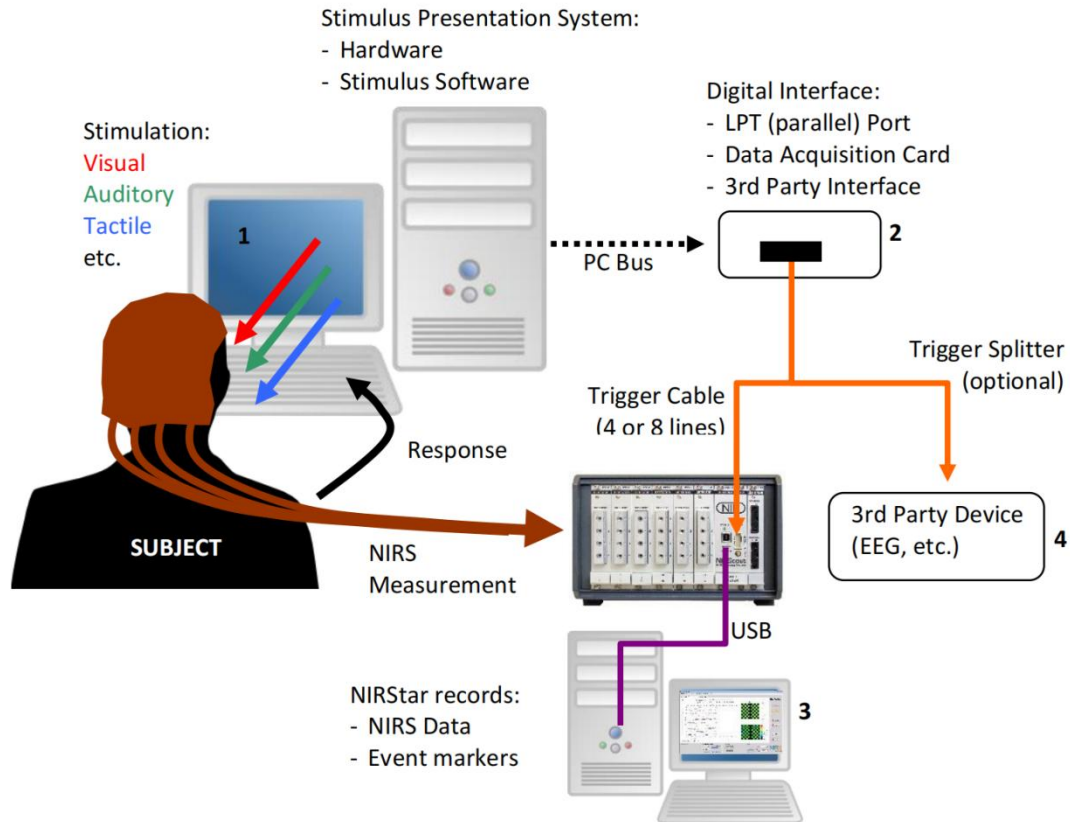 Stimulus Presentation System:
- Hardware
- Stimulus Software
Stimulation:
Visual
Auditory
Tactile
etc.
1
Digital Interface:
- LPT (parallel) Port
- Data Acquisition Card
- 3rd Party Interface
2
PC Bus
Trigger Splitter
(optional)
Trigger Cable
(4 or 8 lines)
Response
SUBJECT
NIRS
Measurement
3rd Party Device
(EEG, etc.)
4
USB
NIRStar records:
- NIRS Data
- Event markers
3